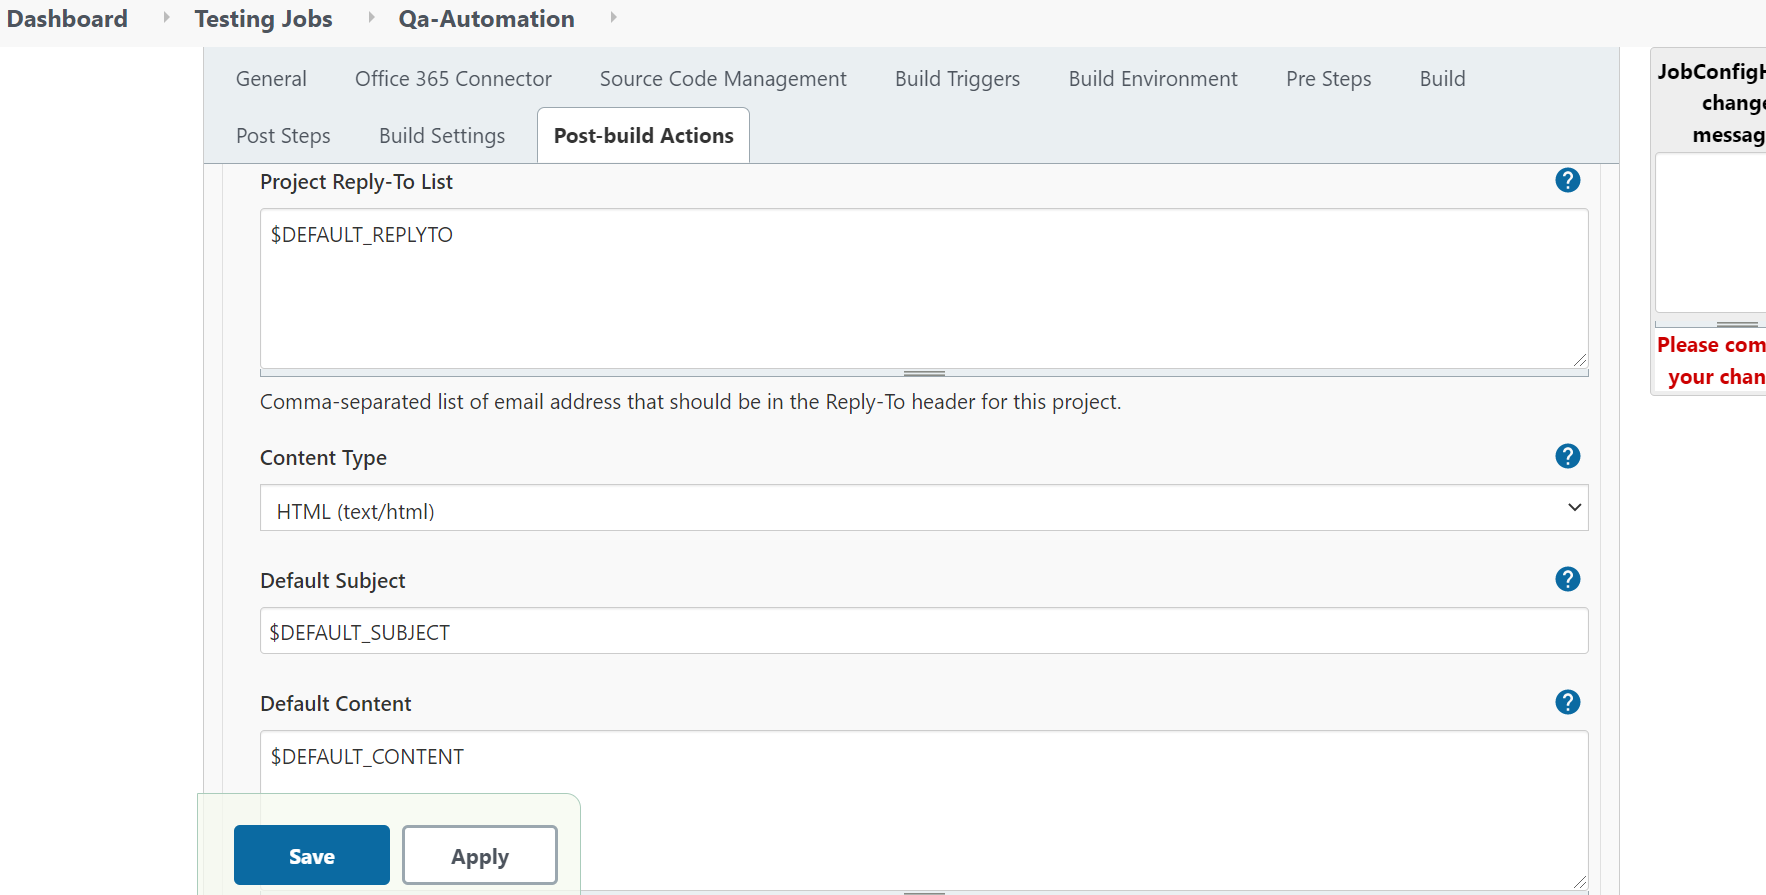 Dashboard Testing Jobs Qa-Automation
General Office 365 Connector Source Code Management Build Triggers Build Environment Pre Steps Build
Post Steps Build Settings Post-build Actions
Project Reply-To List ?
$DEFAULT_REPLYTO
Comma-separated list of email address that should be in the Reply-To header for this project.
Content Type ?
HTML (text/html)
Default Subject ?
$DEFAULT_SUBJECT
Default Content ?
$DEFAULT_CONTENT
Save Apply
JobConfigH
change
messag
Please com
your chan